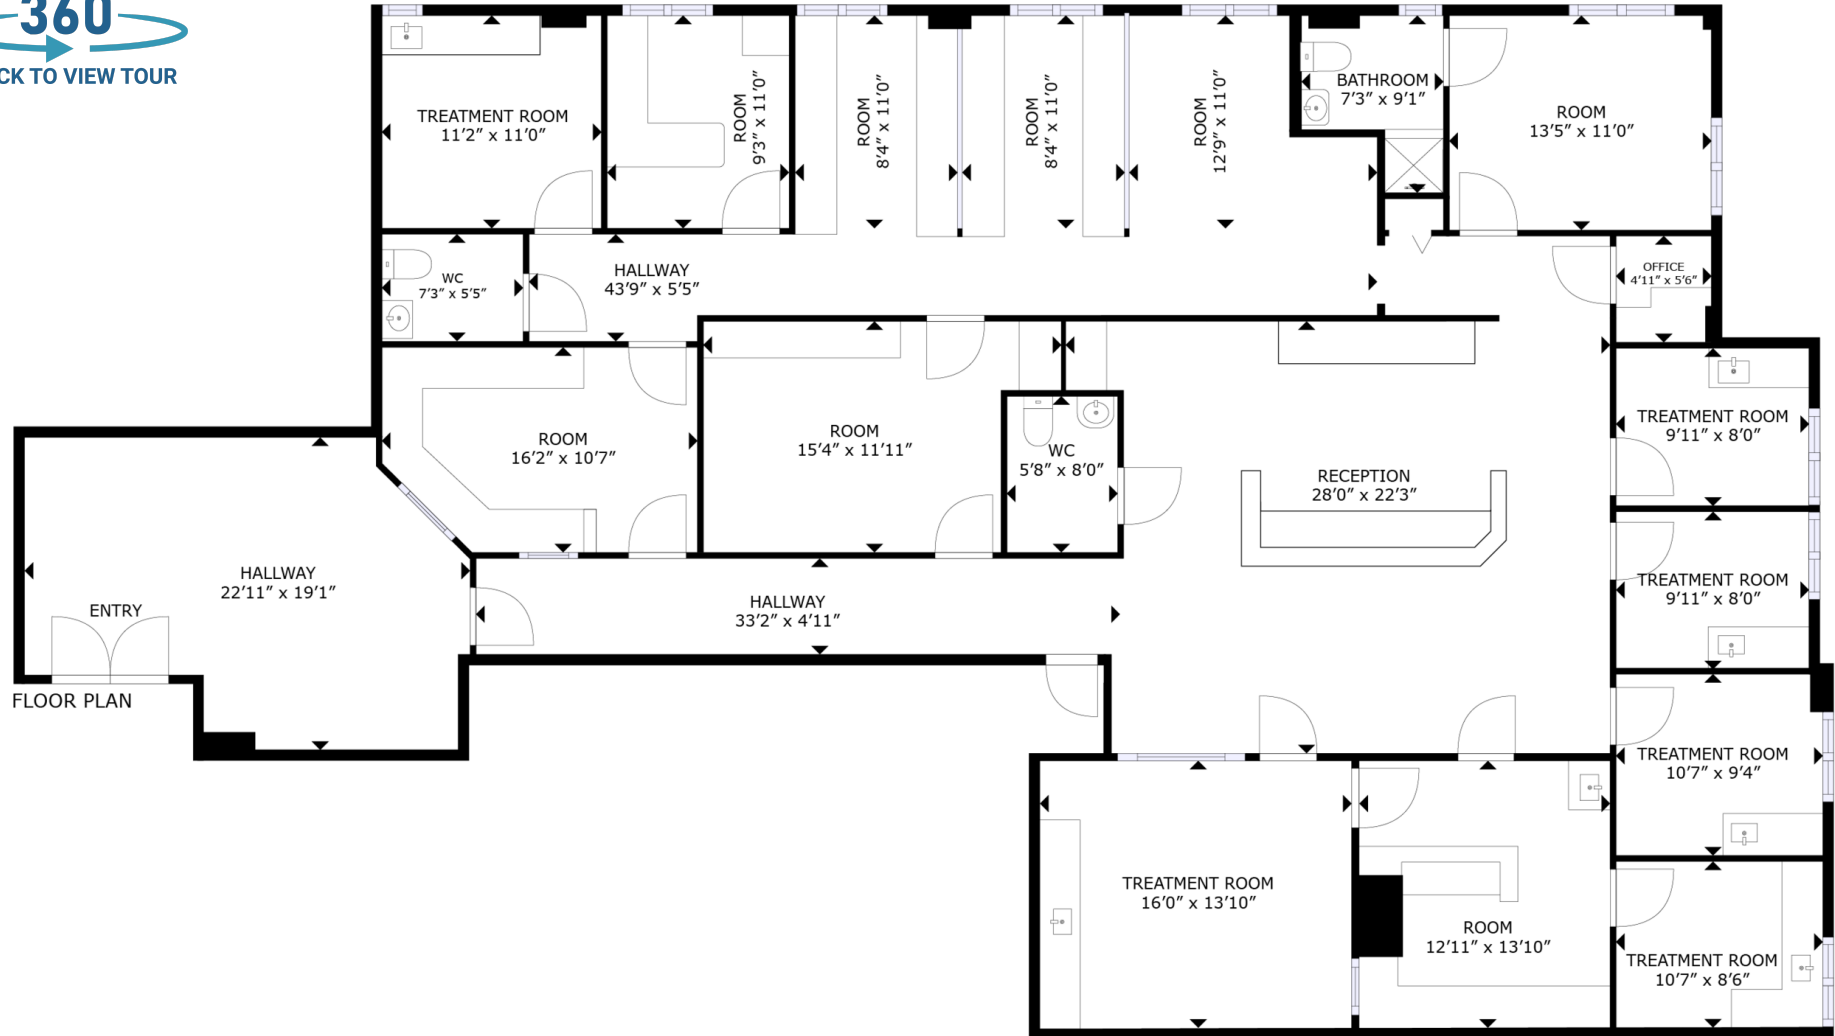 360
CK TO VIEW TOUR
TREATMENT ROOM
11'2" x 11'0"
ROOM
9'3" x 11'0"
ROOM
8'4" x 11'0"
ROOM
8'4" x 11'0"
ROOM
12'9" x 11'0"
BATHROOM
7'3" x 9'1"
ROOM
13'5" x 11'0"
WC
7'3" x 5'5"
HALLWAY
43'9" x 5'5"
OFFICE
4'11" x 5'6"
ROOM
16'2" x 10'7"
ROOM
15'4" x 11'11"
WC
5'8" x 8'0"
RECEPTION
28'0" x 22'3"
TREATMENT ROOM
9'11" x 8'0"
HALLWAY
22'11" x 19'1"
ENTRY
HALLWAY
33'2" x 4'11"
TREATMENT ROOM
9'11" x 8'0"
FLOOR PLAN
TREATMENT ROOM
10'7" x 9'4"
TREATMENT ROOM
16'0" x 13'10"
ROOM
12'11" x 13'10"
TREATMENT ROOM
10'7" x 8'6"